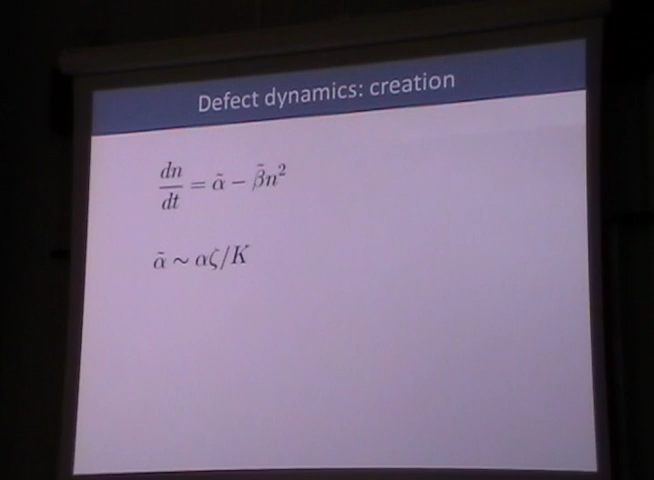 Defect dynamics: creation
dn/dt = α̃ − β̃n²
α̃ ~ αζ/K